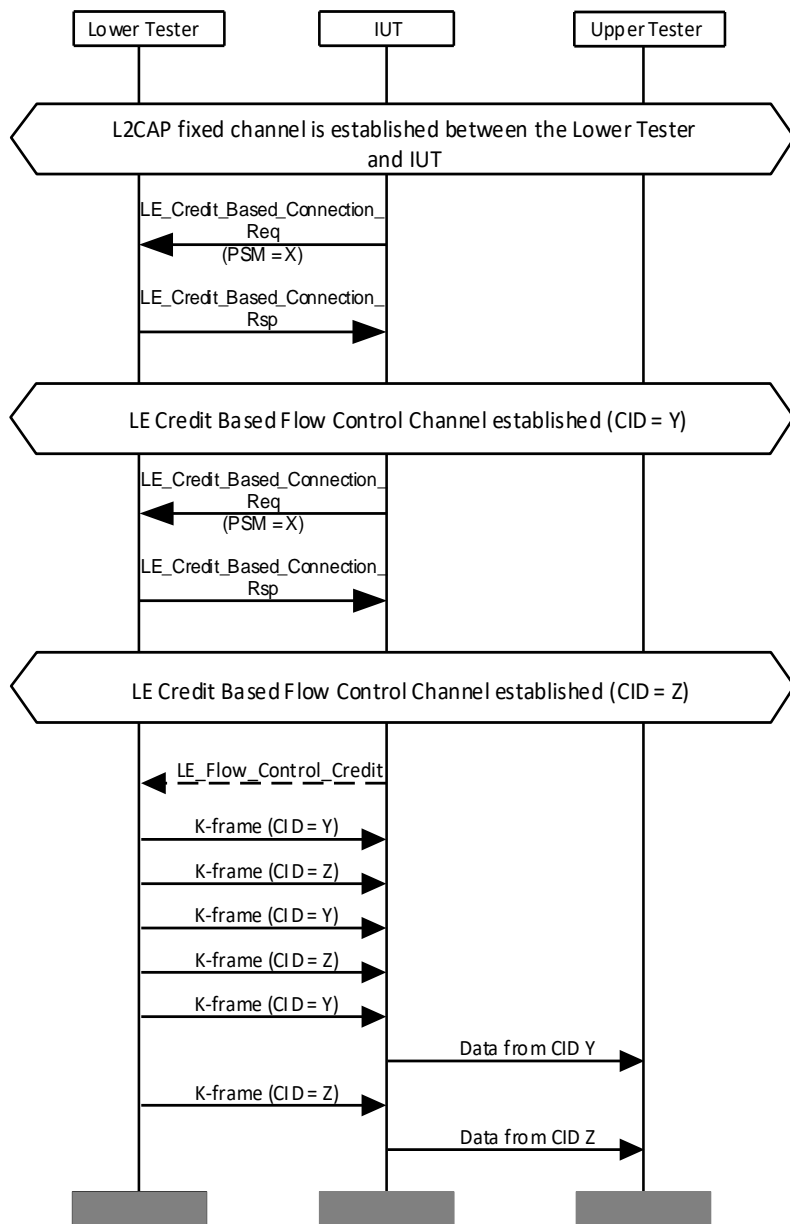 Lower Tester
IUT
Upper Tester
L2CAP fixed channel is established between the Lower Tester
and IUT
LE_Credit_Based_Connection_
Req
(PSM = X)
LE_Credit_Based_Connection_
Rsp
LE Credit Based Flow Control Channel established (CID = Y)
LE_Credit_Based_Connection_
Req
(PSM = X)
LE_Credit_Based_Connection_
Rsp
LE Credit Based Flow Control Channel established (CID = Z)
LE_Flow_Control_Credit
K-frame (CID = Y)
K-frame (CID = Z)
K-frame (CID = Y)
K-frame (CID = Z)
K-frame (CID = Y)
Data from CID Y
K-frame (CID = Z)
Data from CID Z